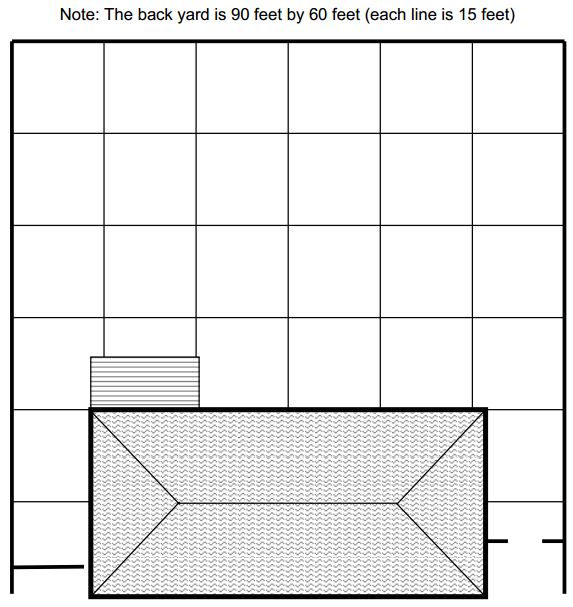 Note: The back yard is 90 feet by 60 feet (each line is 15 feet)